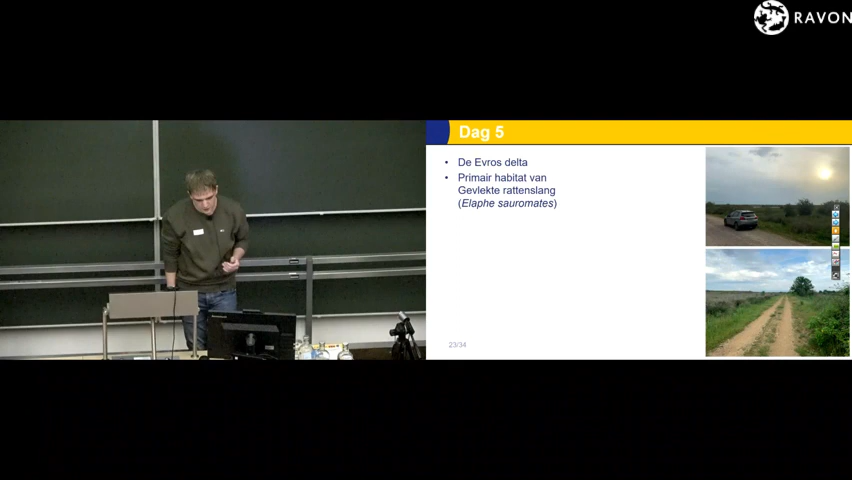 RAVON
Dag 5
• De Evros delta
• Primair habitat van
Gevlekte rattenslang
(Elaphe sauromates)
23/34